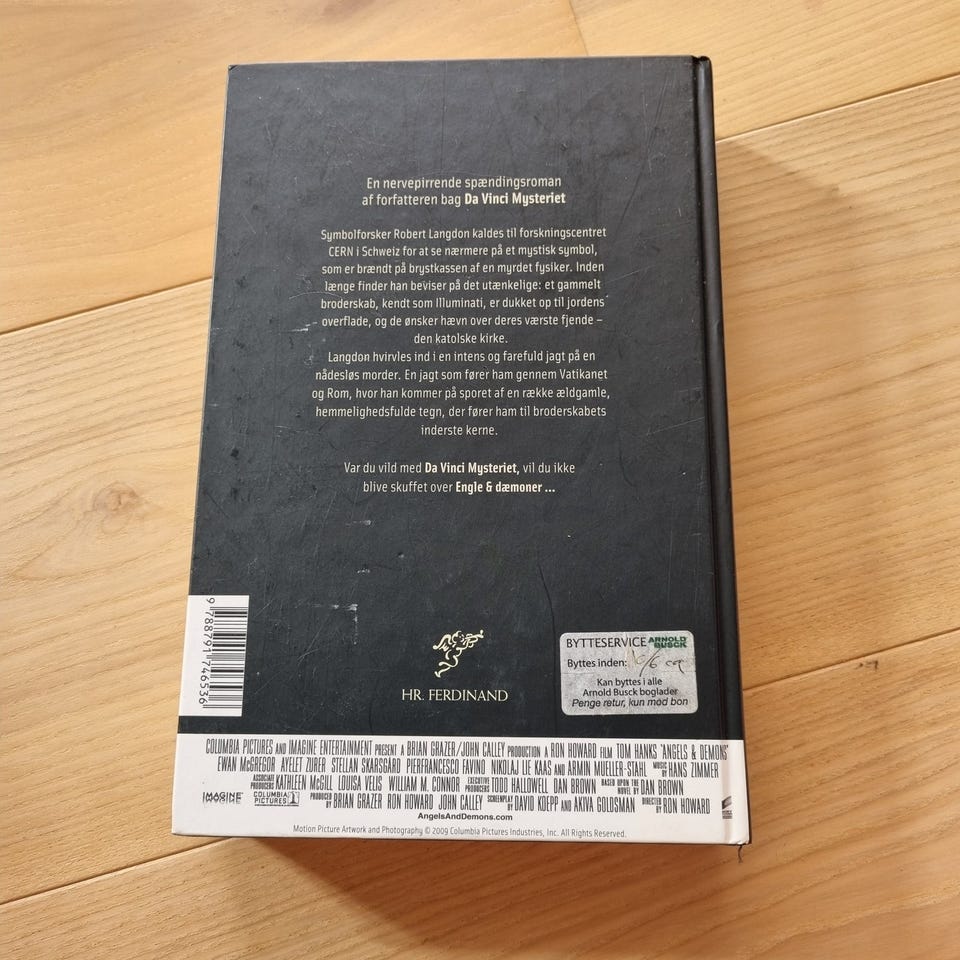 En nervepirrende spændingsroman
af forfatteren bag Da Vinci Mysteriet
Symbolforsker Robert Langdon kaldes til forskningscentret
CERN i Schweiz for at se nærmere på et mystisk symbol,
som er brændt på brystkassen af en myrdet fysiker. Inden
længe finder han beviser på det utænkelige: et gammelt
broderskab, kendt som Illuminati, er dukket op til jordens
overflade, og de ønsker hævn over deres værste fjende –
den katolske kirke.
Langdon hvirvles ind i en intens og farefuld jagt på en
nådesløs morder. En jagt som fører ham gennem Vatikanet
og Rom, hvor han kommer på sporet af en række ældgamle,
hemmelighedsfulde tegn, der fører ham til broderskabets
inderste kerne.
Var du vild med Da Vinci Mysteriet, vil du ikke
blive skuffet over Engle & dæmoner ...
9 788791 746536
HR. FERDINAND
BYTTESERVICE ARNOLD BUSCK
Byttes inden:
Kan byttes i alle
Arnold Busck boglader
Penge retur, kun mod bon
COLUMBIA PICTURES AND IMAGINE ENTERTAINMENT PRESENT A BRIAN GRAZER/JOHN CALLEY PRODUCTION A RON HOWARD FILM TOM HANKS "ANGELS & DEMONS"
EWAN McGREGOR AYELET ZURER STELLAN SKARSGÅRD PIERFRANCESCO FAVINO NIKOLAJ LIE KAAS AND ARMIN MUELLER-STAHL MUSIC BY HANS ZIMMER
ASSOCIATE PRODUCERS KATHLEEN McGILL LOUISA VELIS WILLIAM M. CONNOR EXECUTIVE PRODUCERS TODD HALLOWELL DAN BROWN BASED UPON THE NOVEL BY DAN BROWN
IMAGINE COLUMBIA PICTURES PRODUCED BY BRIAN GRAZER RON HOWARD JOHN CALLEY SCREENPLAY BY DAVID KOEPP AND AKIVA GOLDSMAN DIRECTED BY RON HOWARD
AngelsAndDemons.com
Motion Picture Artwork and Photography © 2009 Columbia Pictures Industries, Inc. All Rights Reserved.